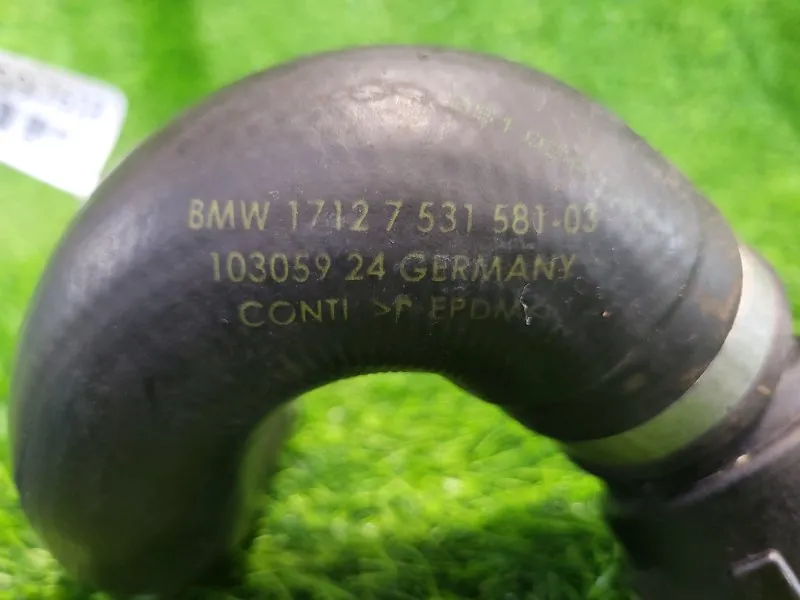 BMW 1712 7 531 581-03
103059 24 GERMANY
CONTI >P EPDM<